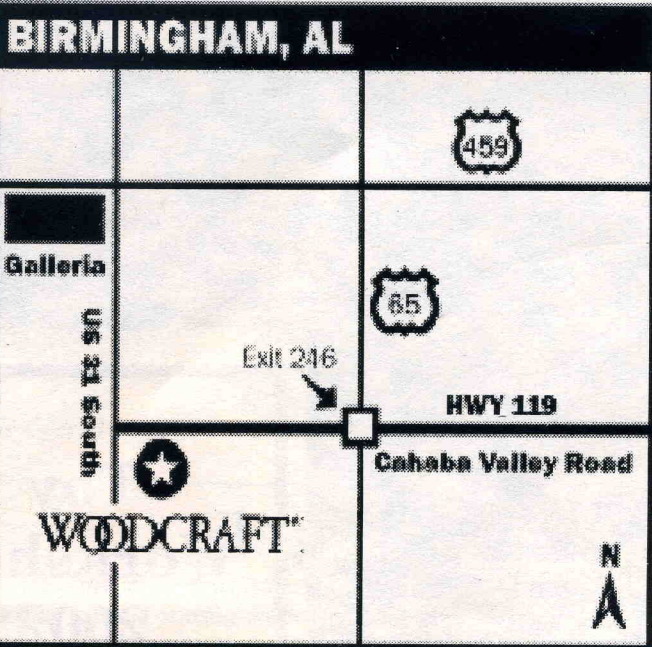 BIRMINGHAM, AL
459
Galleria
65
US 31 South
Exit 246
HWY 119
Cahaba Valley Road
WOODCRAFT
N